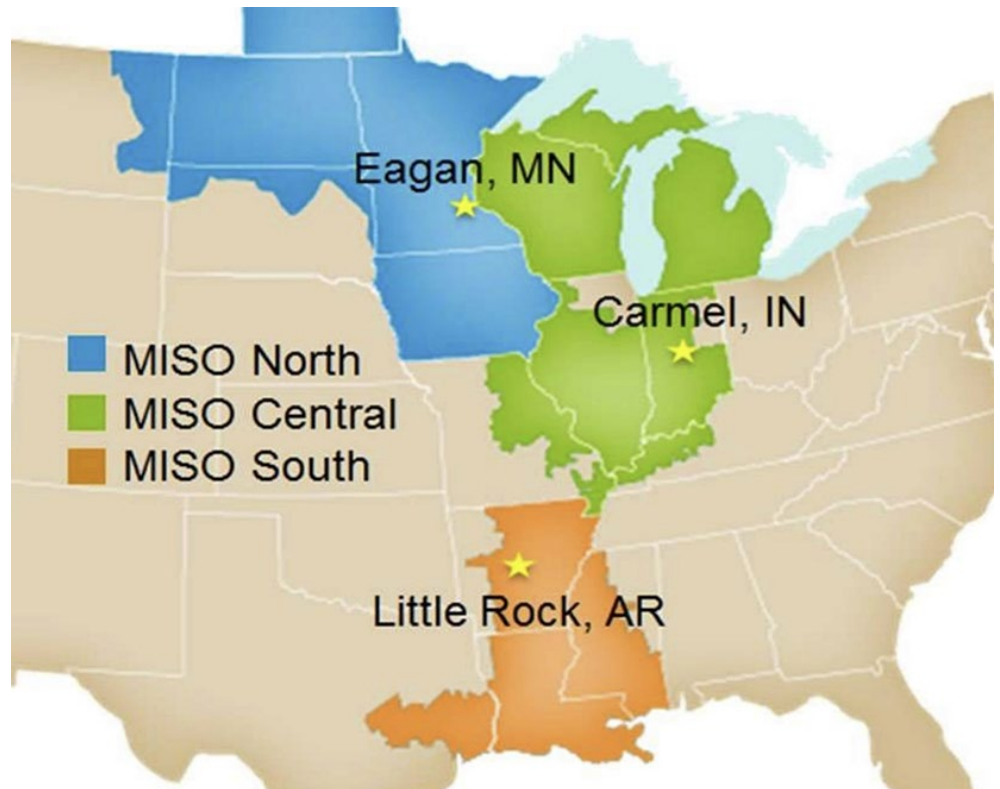 Eagan, MN
Carmel, IN
MISO North
MISO Central
MISO South
Little Rock, AR